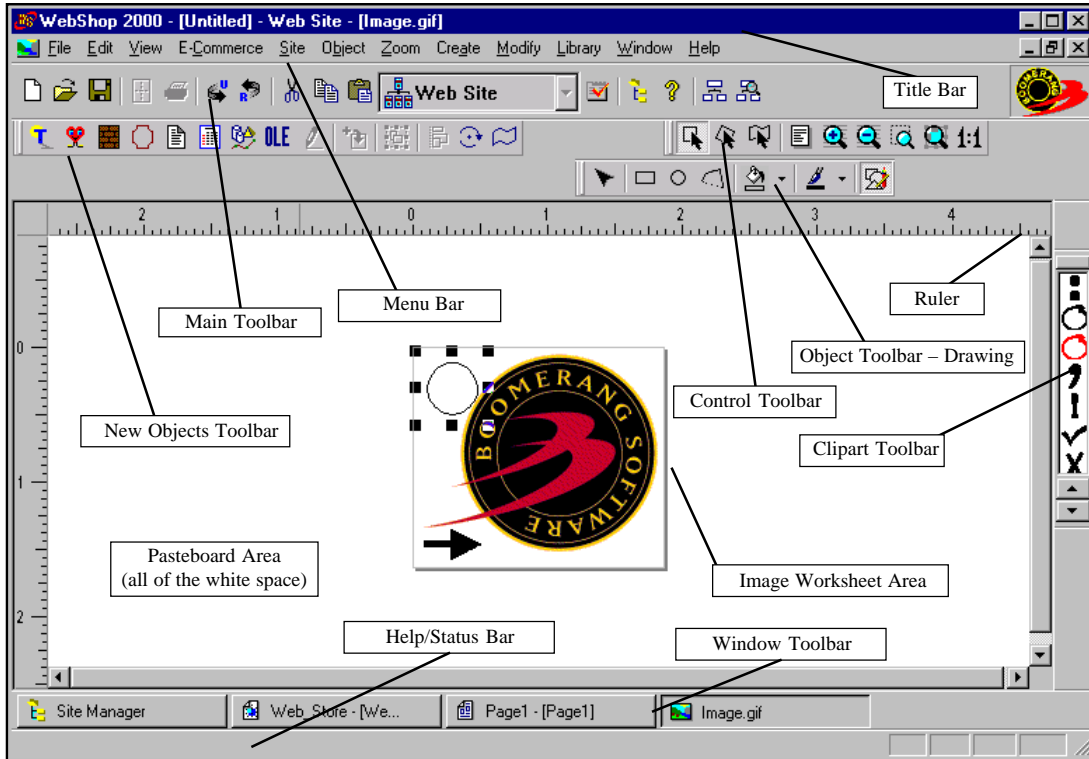 WebShop 2000 - [Untitled] - Web Site - [Image.gif]
File Edit View E-Commerce Site Object Zoom Create Modify Library Window Help
Web Site
Title Bar
BOOMERANG
T OLE 1:1
2 1 0 1 2 3 4
Main Toolbar
Menu Bar
Ruler
0
Object Toolbar – Drawing
New Objects Toolbar
Control Toolbar
Clipart Toolbar
BOOMERANG SOFTWARE
1
Pasteboard Area
(all of the white space)
Image Worksheet Area
2
Help/Status Bar
Window Toolbar
Site Manager
Web_Store - [We...
Page1 - [Page1]
Image.gif